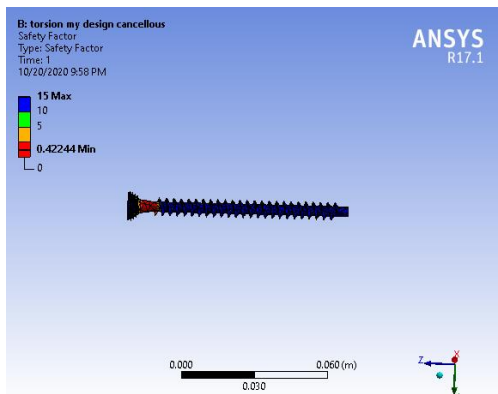 B: torsion my design cancellous
Safety Factor
Type: Safety Factor
Time: 1
10/20/2020 9:58 PM
ANSYS
R17.1
15 Max
10
5
0.42244 Min
0
0.000
0.060 (m)
0.030
Z
X